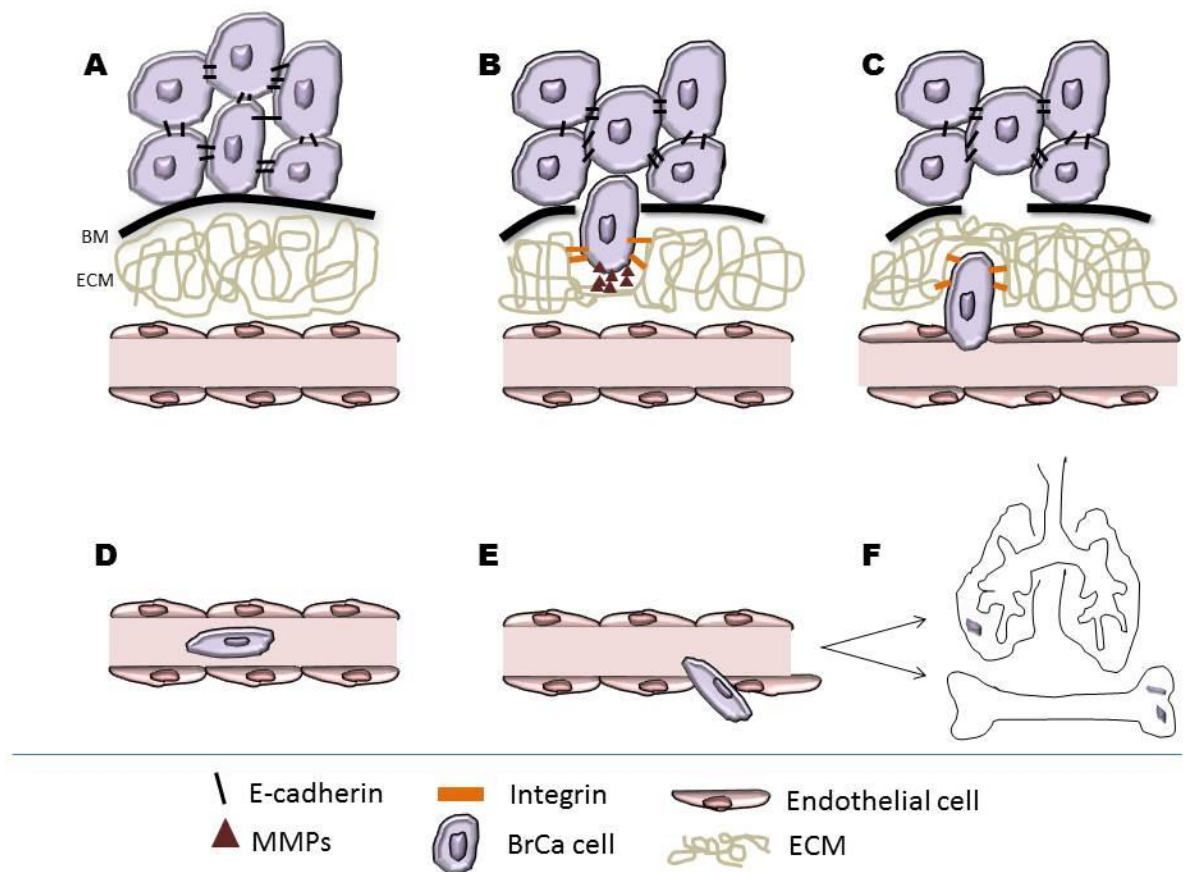 A
B
C
BM
ECM
D
E
F
E-cadherin
Integrin
Endothelial cell
MMPs
BrCa cell
ECM